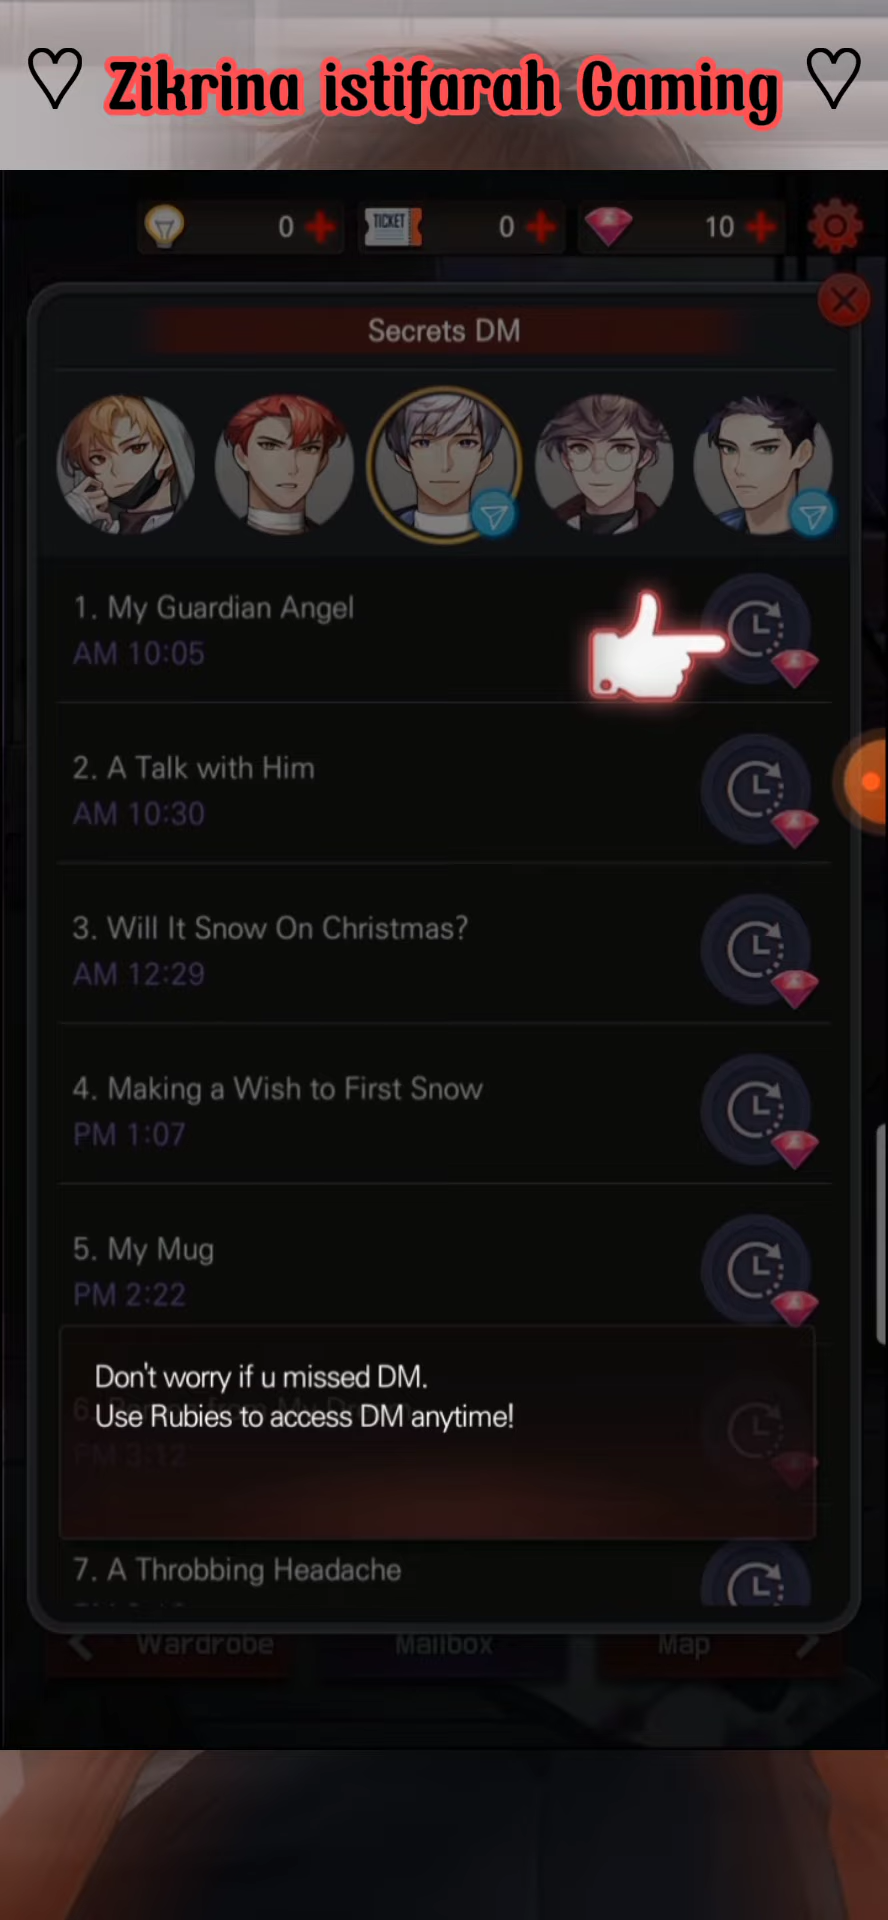 ♡ Zikrina istifarah Gaming ♡
0
TICKET
0
10
Secrets DM
1. My Guardian Angel
AM 10:05
2. A Talk with Him
AM 10:30
3. Will It Snow On Christmas?
AM 12:29
4. Making a Wish to First Snow
PM 1:07
5. My Mug
PM 2:22
Don't worry if u missed DM.
Use Rubies to access DM anytime!
PM 3:12
7. A Throbbing Headache
Wardrobe
Mailbox
Map